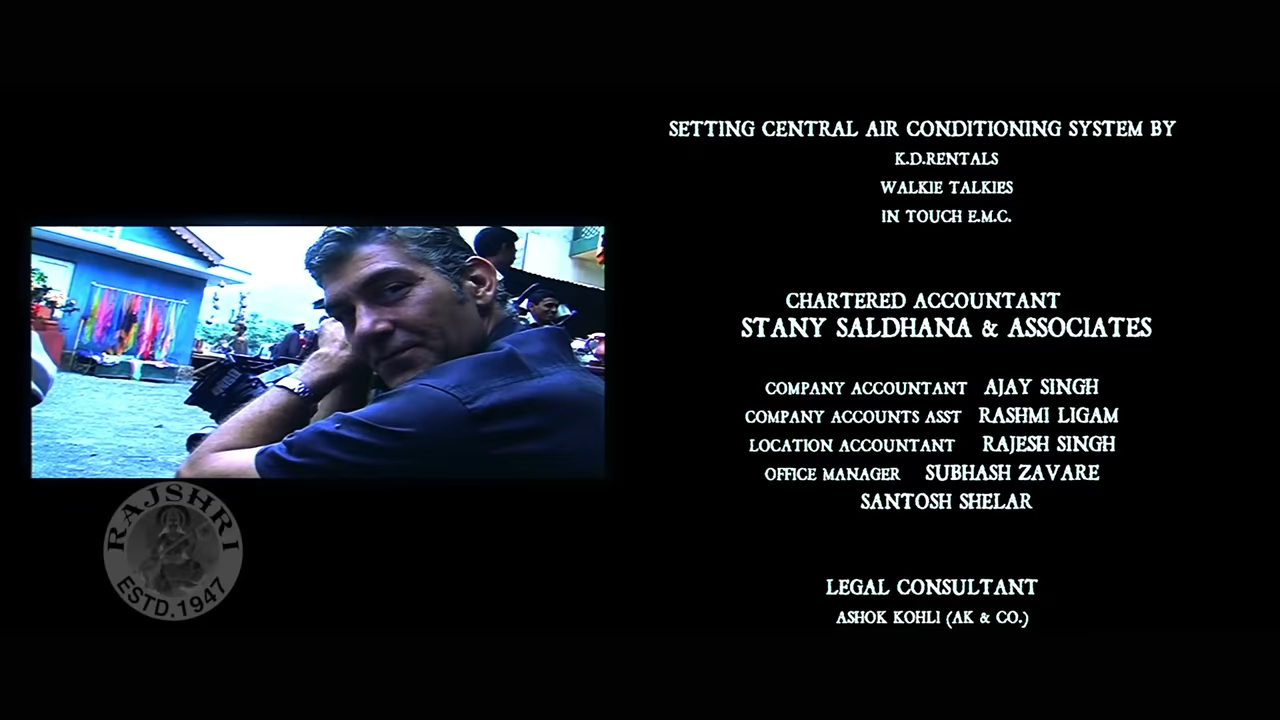 SETTING CENTRAL AIR CONDITIONING SYSTEM BY
K.D.RENTALS
WALKIE TALKIES
IN TOUCH E.M.C.
CHARTERED ACCOUNTANT
STANY SALDHANA & ASSOCIATES
COMPANY ACCOUNTANT AJAY SINGH
COMPANY ACCOUNTS ASST RASHMI LIGAM
LOCATION ACCOUNTANT RAJESH SINGH
OFFICE MANAGER SUBHASH ZAVARE
SANTOSH SHELAR
LEGAL CONSULTANT
ASHOK KOHLI (AK & CO.)
RAJSHRI
ESTD.1947